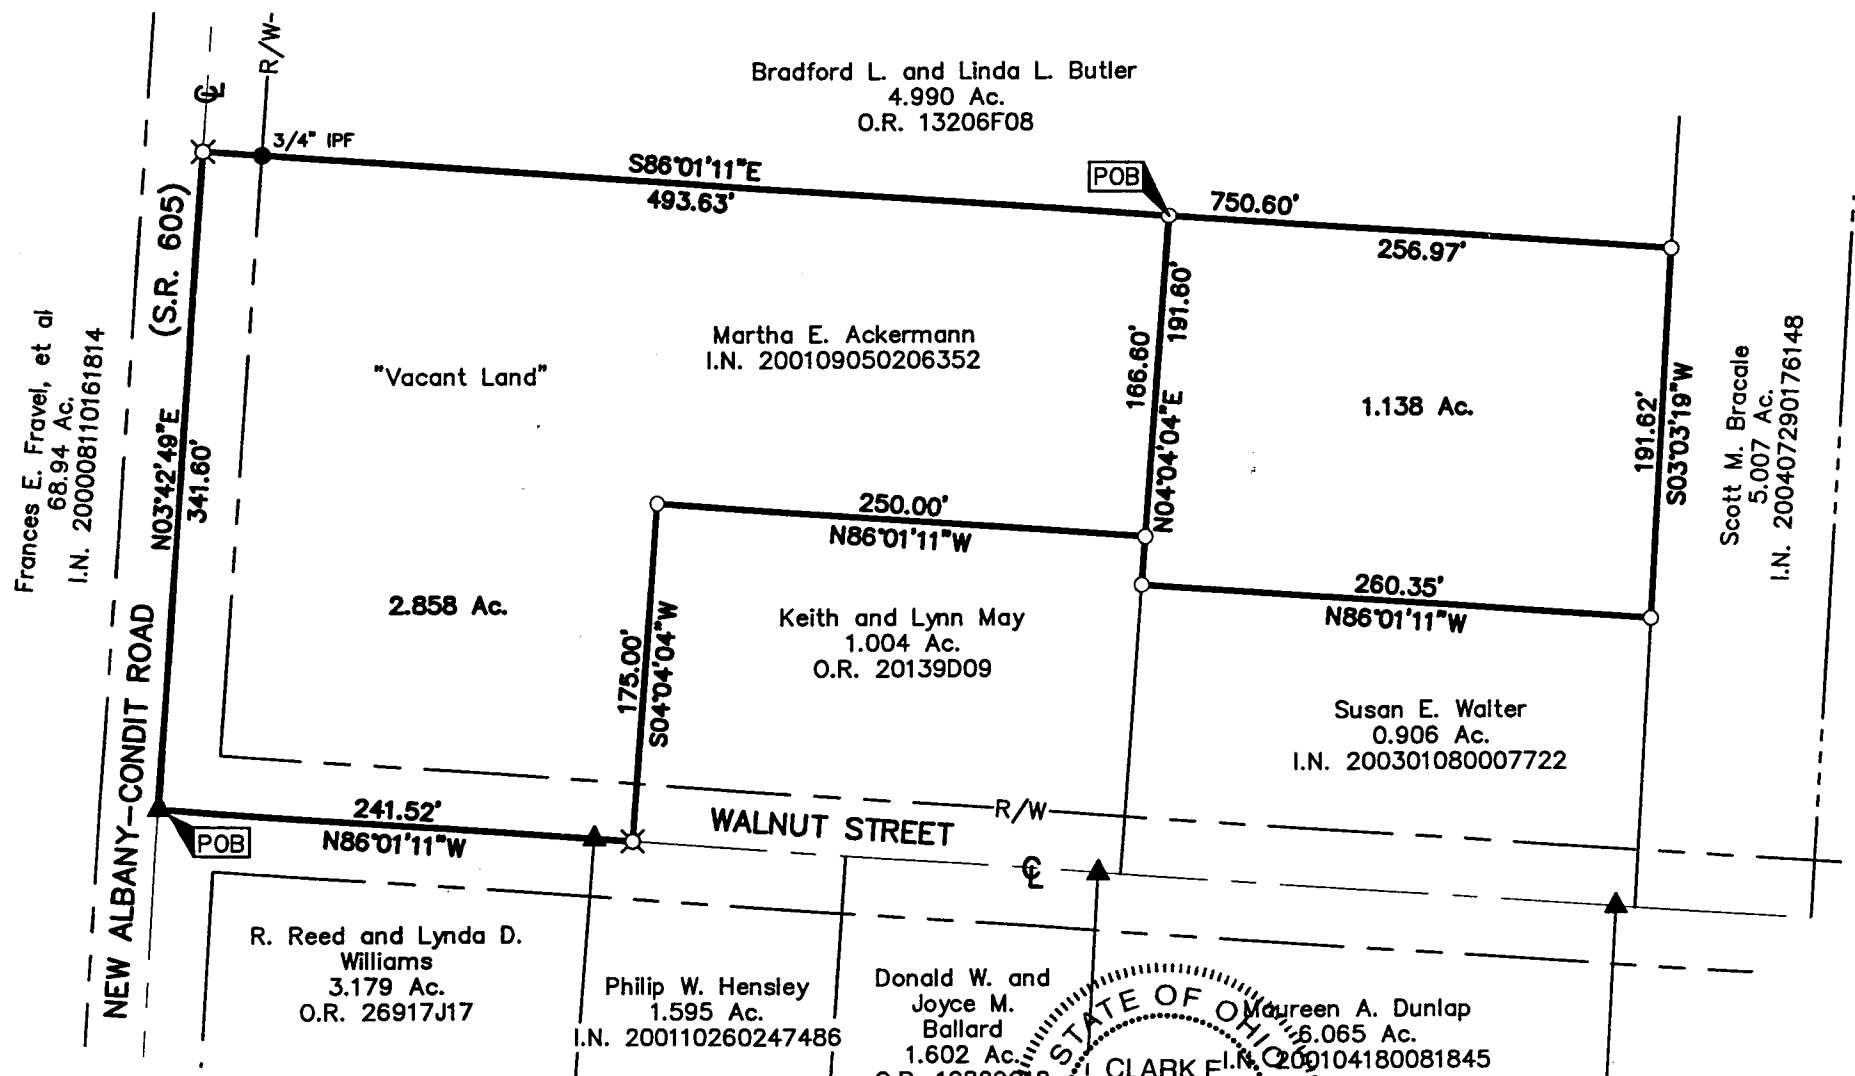 R/W
Bradford L. and Linda L. Butler
4.990 Ac.
O.R. 13206F08
3/4" IPF
S86°01'11"E
493.63'
POB
750.60'
256.97'
(S.R. 605)
N03°42'49"E
341.60'
Frances E. Fravel, et al
68.94 Ac.
I.N. 200008110161814
"Vacant Land"
Martha E. Ackermann
I.N. 200109050206352
166.60'
191.60'
N04°04'04"E
1.138 Ac.
191.62'
S03°03'19"W
Scott M. Bracale
5.007 Ac.
I.N. 200407290176148
250.00'
N86°01'11"W
2.858 Ac.
175.00'
S04°04'04"W
Keith and Lynn May
1.004 Ac.
O.R. 20139D09
260.35'
N86°01'11"W
Susan E. Walter
0.906 Ac.
I.N. 200301080007722
NEW ALBANY-CONDIT ROAD
241.52'
N86°01'11"W
POB
WALNUT STREET
R/W
R. Reed and Lynda D.
Williams
3.179 Ac.
O.R. 26917J17
Philip W. Hensley
1.595 Ac.
I.N. 200110260247486
Donald W. and
Joyce M.
Ballard
1.602 Ac.
O.R.
STATE OF OHIO
CLARK E
Maureen A. Dunlap
6.065 Ac.
I.N. 200104180081845